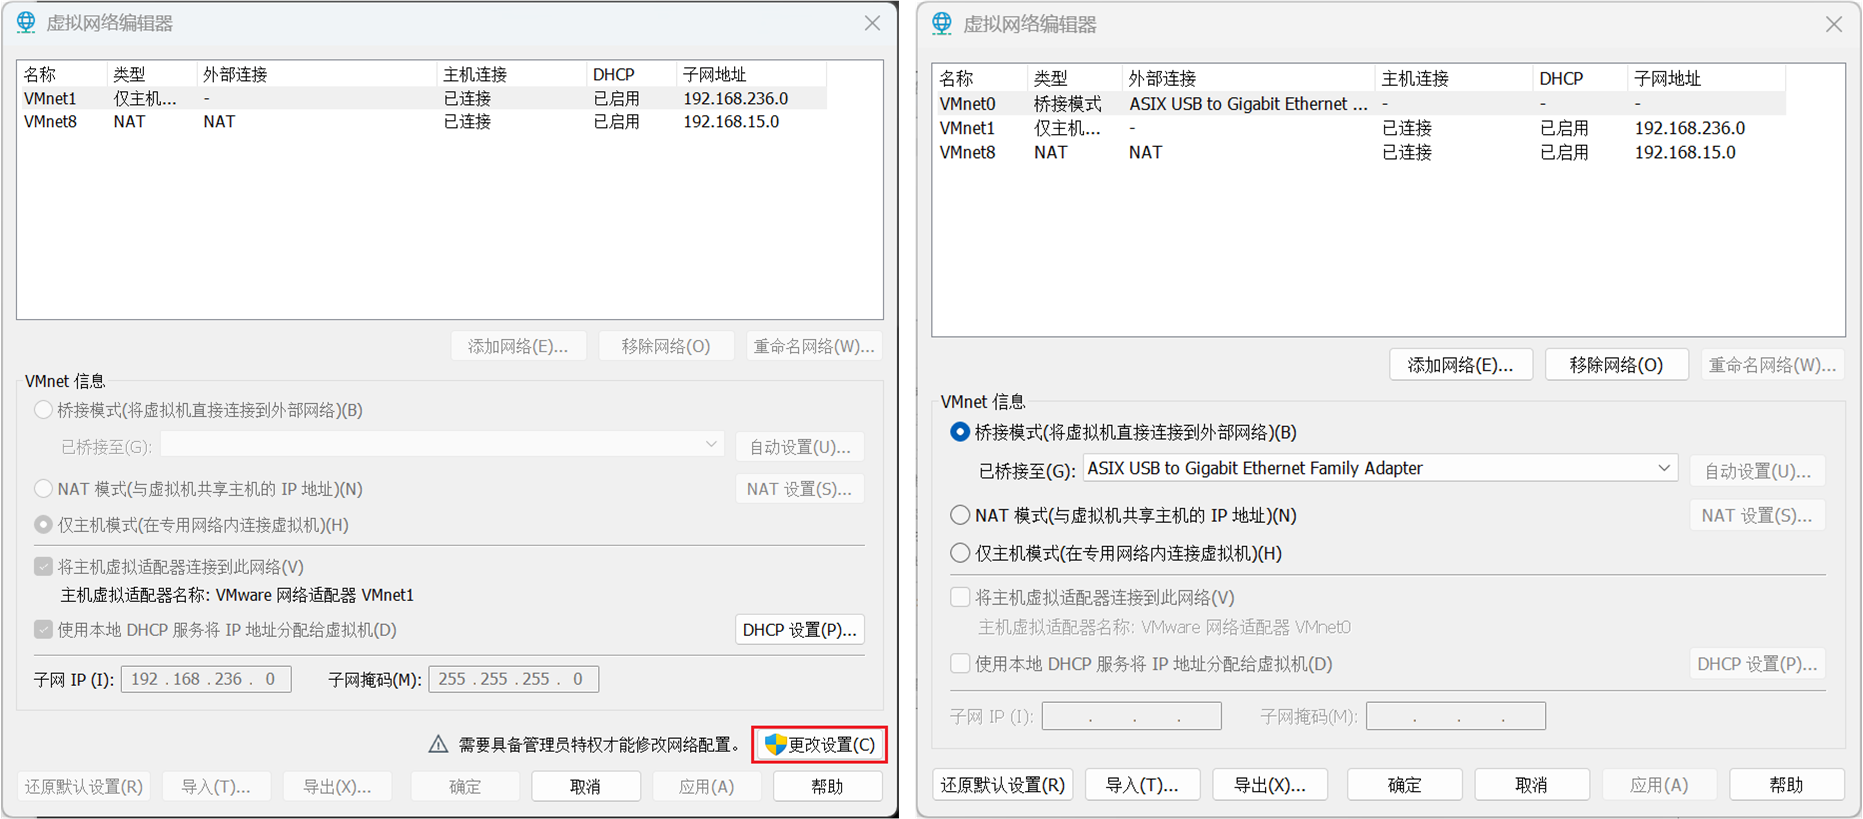 虚拟网络编辑器
名称 类型 外部连接 主机连接 DHCP 子网地址
VMnet1 仅主机... - 已连接 已启用 192.168.236.0
VMnet8 NAT NAT 已连接 已启用 192.168.15.0
添加网络(E)... 移除网络(O) 重命名网络(W)...
VMnet 信息
桥接模式(将虚拟机直接连接到外部网络)(B)
已桥接至(G): 自动设置(U)...
NAT 模式(与虚拟机共享主机的 IP 地址)(N) NAT 设置(S)...
仅主机模式(在专用网络内连接虚拟机)(H)
将主机虚拟适配器连接到此网络(V)
主机虚拟适配器名称: VMware 网络适配器 VMnet1
使用本地 DHCP 服务将 IP 地址分配给虚拟机(D) DHCP 设置(P)...
子网 IP (I): 192 . 168 . 236 . 0 子网掩码(M): 255 . 255 . 255 . 0
需要具备管理员特权才能修改网络配置。 更改设置(C)
还原默认设置(R) 导入(T)... 导出(X)... 确定 取消 应用(A) 帮助
虚拟网络编辑器
名称 类型 外部连接 主机连接 DHCP 子网地址
VMnet0 桥接模式 ASIX USB to Gigabit Ethernet ... - - -
VMnet1 仅主机... - 已连接 已启用 192.168.236.0
VMnet8 NAT NAT 已连接 已启用 192.168.15.0
添加网络(E)... 移除网络(O) 重命名网络(W)...
VMnet 信息
桥接模式(将虚拟机直接连接到外部网络)(B)
已桥接至(G): ASIX USB to Gigabit Ethernet Family Adapter 自动设置(U)...
NAT 模式(与虚拟机共享主机的 IP 地址)(N) NAT 设置(S)...
仅主机模式(在专用网络内连接虚拟机)(H)
将主机虚拟适配器连接到此网络(V)
主机虚拟适配器名称: VMware 网络适配器 VMnet0
使用本地 DHCP 服务将 IP 地址分配给虚拟机(D) DHCP 设置(P)...
子网 IP (I): . . . 子网掩码(M): . . .
还原默认设置(R) 导入(T)... 导出(X)... 确定 取消 应用(A) 帮助